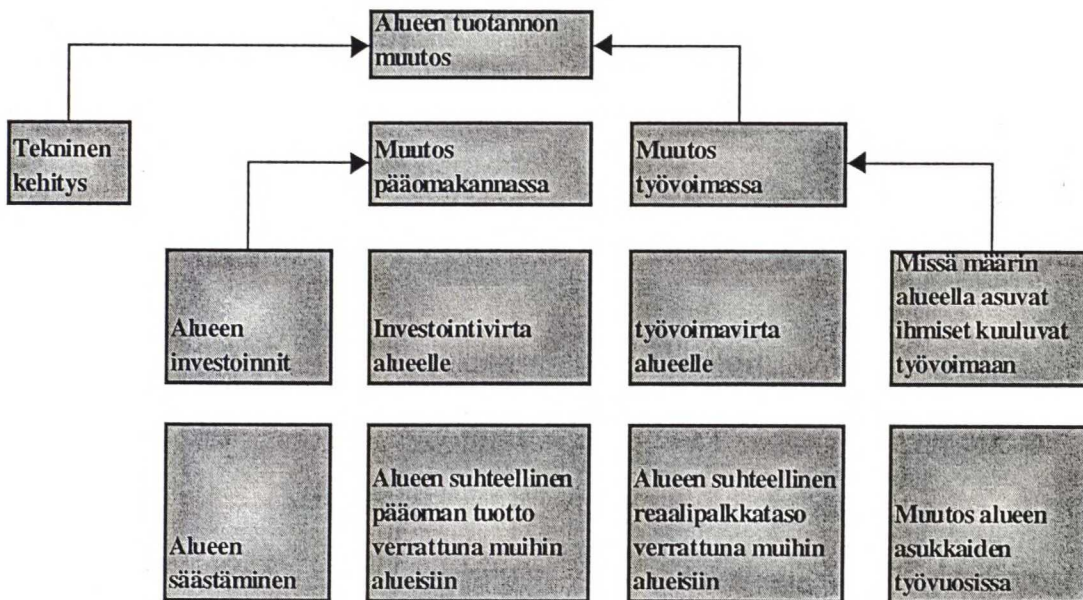 Alueen tuotannon
muutos
Tekninen
kehitys
Muutos
pääomakannassa
Muutos
työvoimassa
Alueen
investoinnit
Investointivirta
alueelle
työvoimavirta
alueelle
Missä määrin
alueella asuvat
ihmiset kuuluvat
työvoimaan
Alueen
säästäminen
Alueen suhteellinen
pääoman tuotto
verrattuna muihin
alueisiin
Alueen suhteellinen
reaalipalkkataso
verrattuna muihin
alueisiin
Muutos alueen
asukkaiden
työvuosissa